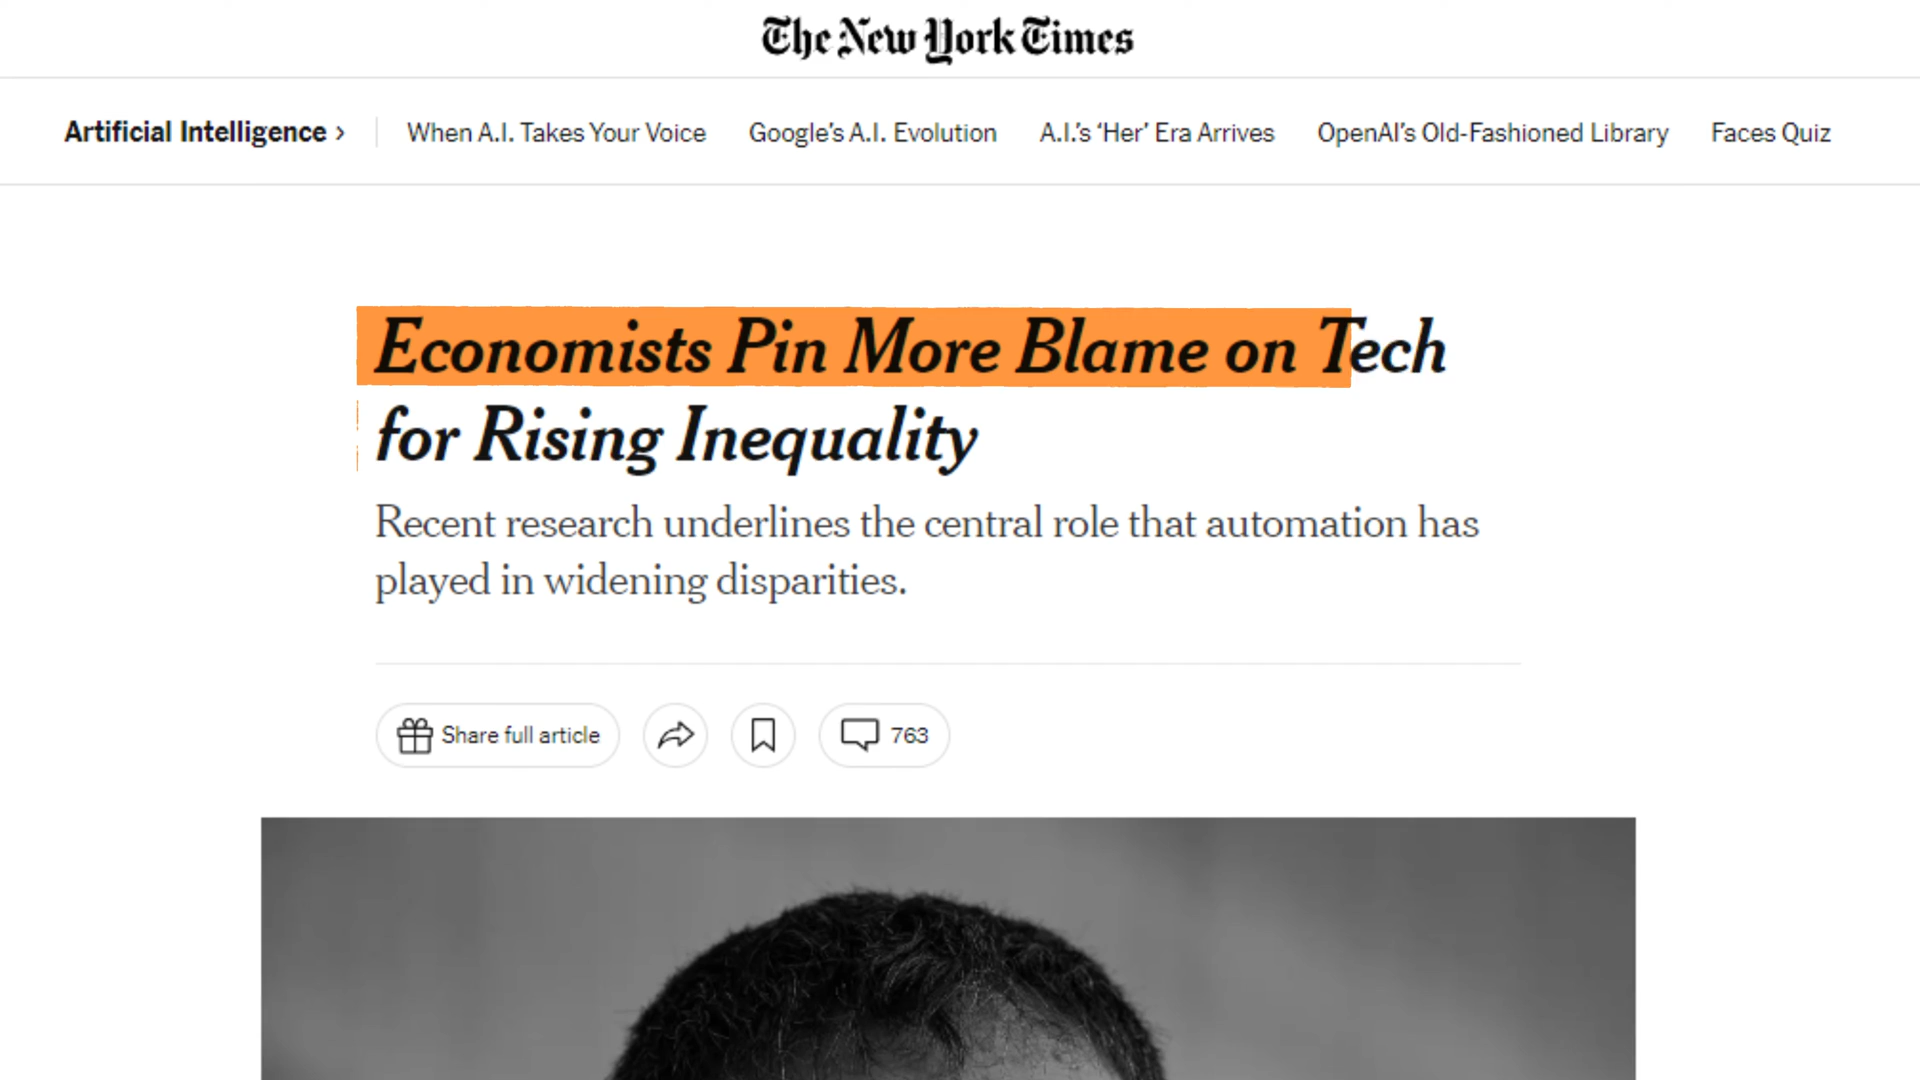 The New York Times
Artificial Intelligence › When A.I. Takes Your Voice Google’s A.I. Evolution A.I.’s ‘Her’ Era Arrives OpenAI’s Old-Fashioned Library Faces Quiz
Economists Pin More Blame on Tech
for Rising Inequality
Recent research underlines the central role that automation has
played in widening disparities.
Share full article 763